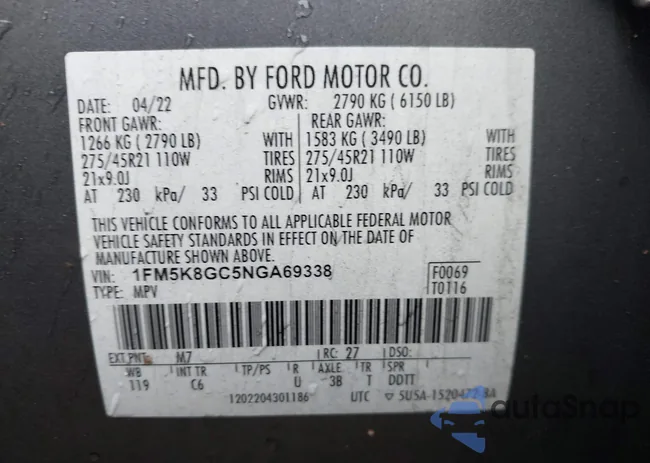 MFD. BY FORD MOTOR CO.
DATE: 04/22 GVWR: 2790 KG ( 6150 LB)
FRONT GAWR: REAR GAWR:
1266 KG ( 2790 LB) WITH 1583 KG ( 3490 LB) WITH
275/45R21 110W TIRES 275/45R21 110W TIRES
21x9.0J RIMS 21x9.0J RIMS
AT 230 kPa/ 33 PSI COLD AT 230 kPa/ 33 PSI COLD
THIS VEHICLE CONFORMS TO ALL APPLICABLE FEDERAL MOTOR
VEHICLE SAFETY STANDARDS IN EFFECT ON THE DATE OF
MANUFACTURE SHOWN ABOVE.
VIN: 1FM5K8GC5NGA69338 F0069
TYPE: MPV T0116
EXT PNT: M7 RC: 27 DSO:
WB INT TR TP/PS R AXLE TR SPR
119 C6 U 3B T DDTT
1202204301186 UTC 5U5A-1520472-BA
autoSnap